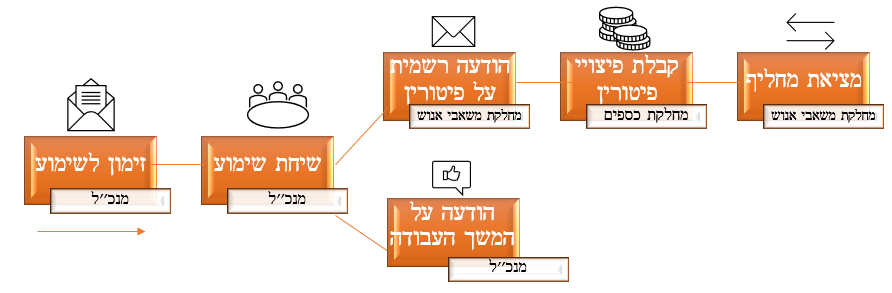 זימון לשימוע
מנכ"ל
שיחת שימוע
מנכ"ל
הודעה רשמית
על פיטורין
מחלקת משאבי אנוש
קבלת פיצויי
פיטורין
מחלקת כספים
מציאת מחליף
מחלקת משאבי אנוש
הודעה על
המשך העבודה
מנכ"ל